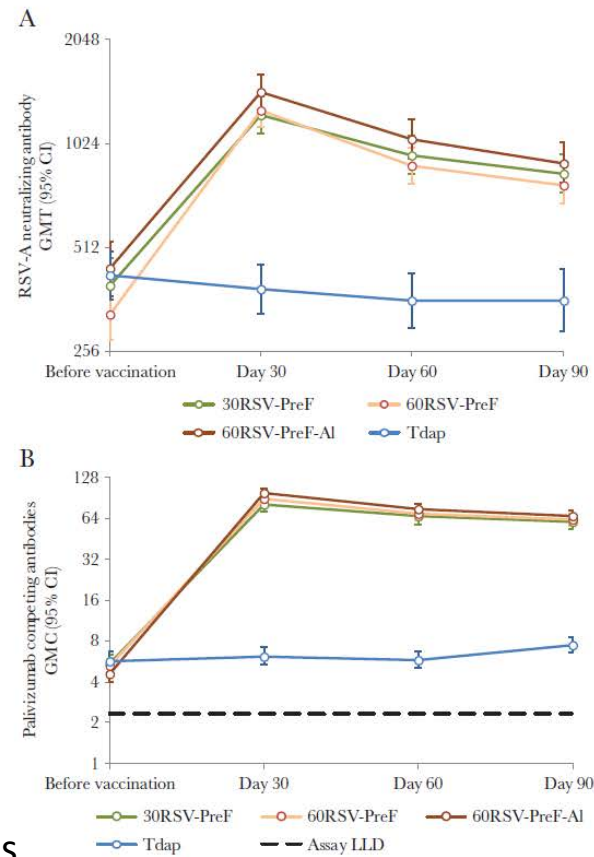 A
2048
1024
512
256
RSV-A neutralizing antibody
GMT (95% CI)
Before vaccination Day 30 Day 60 Day 90
30RSV-PreF 60RSV-PreF
60RSV-PreF-Al Tdap
B
128
64
32
16
8
4
2
1
Palivizumab competing antibodies
GMC (95% CI)
Before vaccination Day 30 Day 60 Day 90
30RSV-PreF 60RSV-PreF 60RSV-PreF-Al
Tdap Assay LLD
S